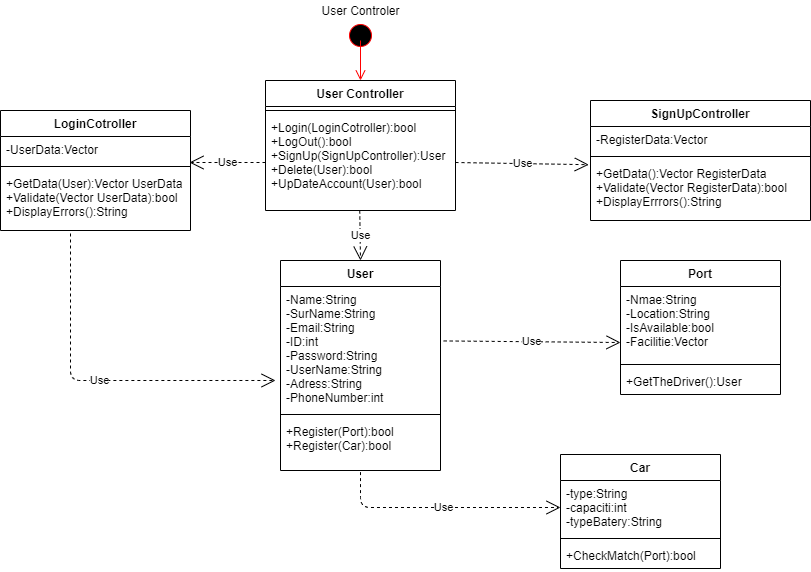 User Controler
User Controller
+Login(LoginCotroller):bool
+LogOut():bool
+SignUp(SignUpController):User
+Delete(User):bool
+UpDateAccount(User):bool
LoginCotroller
-UserData:Vector
+GetData(User):Vector UserData
+Validate(Vector UserData):bool
+DisplayErrors():String
Use
Use
SignUpController
-RegisterData:Vector
+GetData():Vector RegisterData
+Validate(Vector RegisterData):bool
+DisplayErrrors():String
Use
User
-Name:String
-SurName:String
-Email:String
-ID:int
-Password:String
-UserName:String
-Adress:String
-PhoneNumber:int
+Register(Port):bool
+Register(Car):bool
Use
Use
Port
-Nmae:String
-Location:String
-IsAvailable:bool
-Facilitie:Vector
+GetTheDriver():User
Use
Car
-type:String
-capaciti:int
-typeBatery:String
+CheckMatch(Port):bool